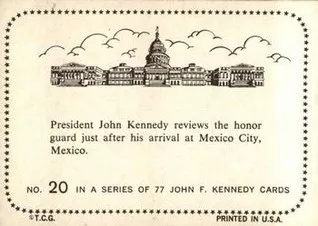 President John Kennedy reviews the honor
guard just after his arrival at Mexico City,
Mexico.
NO. 20 IN A SERIES OF 77 JOHN F. KENNEDY CARDS
©T.C.G. PRINTED IN U.S.A.